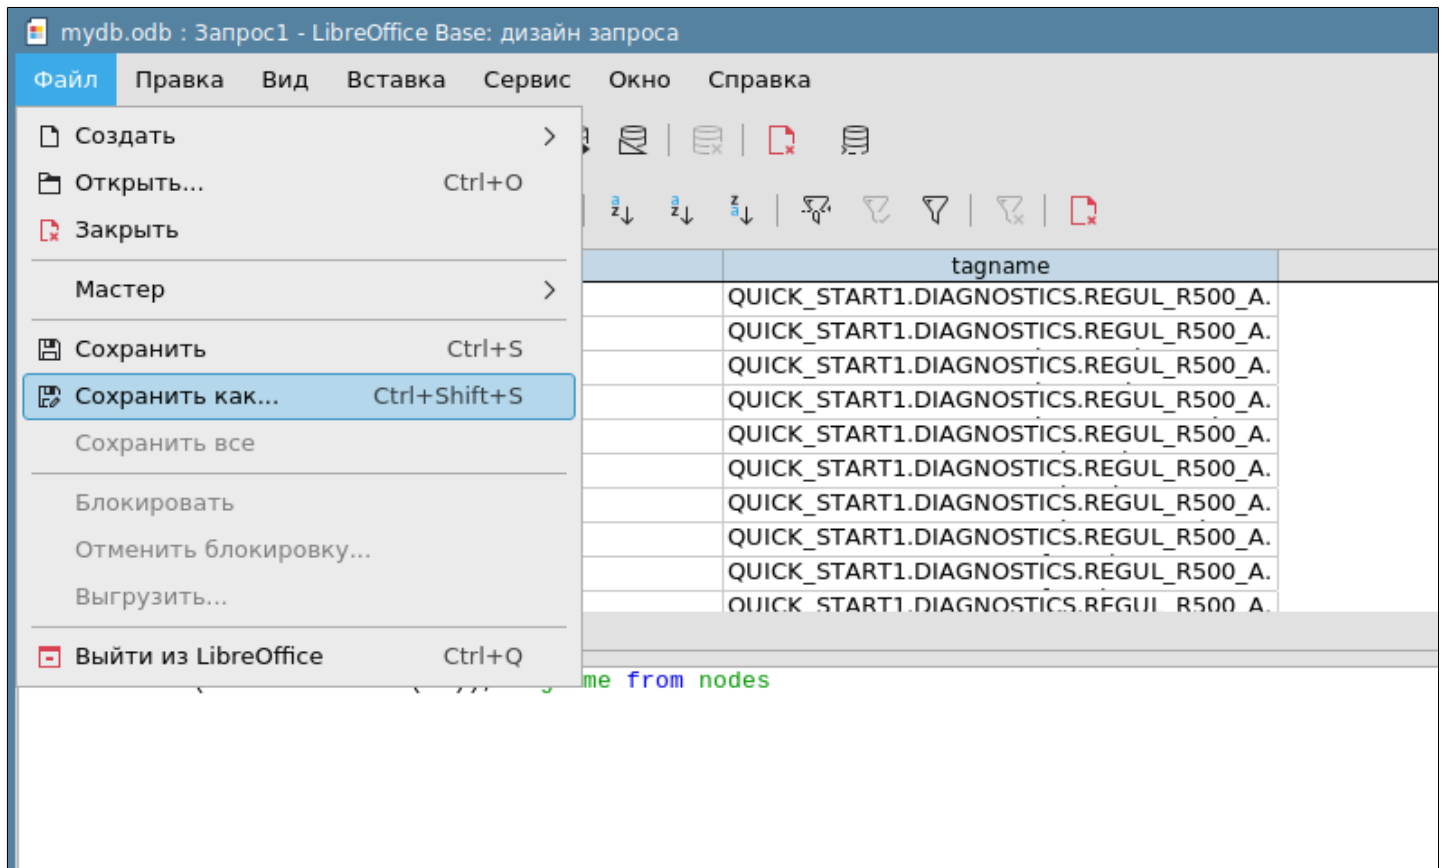 mydb.odb : Запрос1 - LibreOffice Base: дизайн запроса
Файл Правка Вид Вставка Сервис Окно Справка
Создать
Открыть... Ctrl+O
Закрыть
Мастер
Сохранить Ctrl+S
Сохранить как... Ctrl+Shift+S
Сохранить все
Блокировать
Отменить блокировку...
Выгрузить...
Выйти из LibreOffice Ctrl+Q
tagname
QUICK_START1.DIAGNOSTICS.REGUL_R500_A.
QUICK_START1.DIAGNOSTICS.REGUL_R500_A.
QUICK_START1.DIAGNOSTICS.REGUL_R500_A.
QUICK_START1.DIAGNOSTICS.REGUL_R500_A.
QUICK_START1.DIAGNOSTICS.REGUL_R500_A.
QUICK_START1.DIAGNOSTICS.REGUL_R500_A.
QUICK_START1.DIAGNOSTICS.REGUL_R500_A.
QUICK_START1.DIAGNOSTICS.REGUL_R500_A.
QUICK_START1.DIAGNOSTICS.REGUL_R500_A.
QUICK_START1.DIAGNOSTICS.REGUL_R500_A.
me from nodes